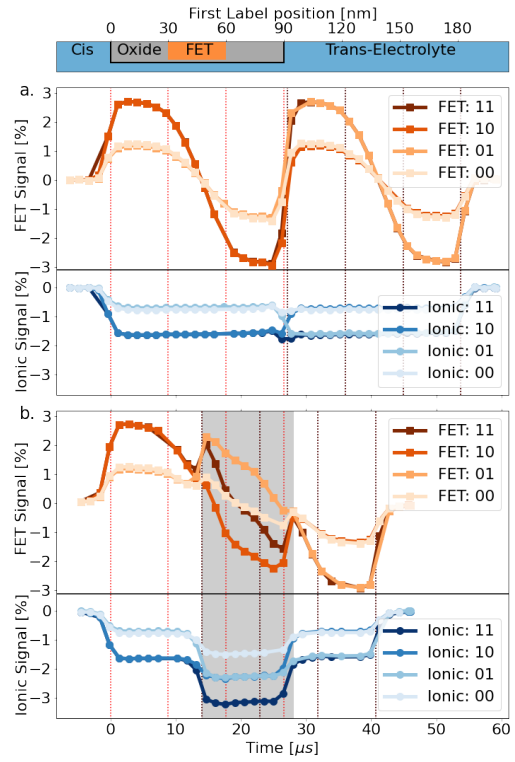 First Label position [nm]
0 30 60 90 120 150 180
Cis Oxide FET Trans-Electrolyte
a.
FET Signal [%]
3
2
1
0
−1
−2
−3
FET: 11
FET: 10
FET: 01
FET: 00
Ionic Signal [%]
0
−1
−2
−3
Ionic: 11
Ionic: 10
Ionic: 01
Ionic: 00
b.
FET Signal [%]
3
2
1
0
−1
−2
−3
FET: 11
FET: 10
FET: 01
FET: 00
Ionic Signal [%]
0
−1
−2
−3
Ionic: 11
Ionic: 10
Ionic: 01
Ionic: 00
0 10 20 30 40 50 60
Time [μs]